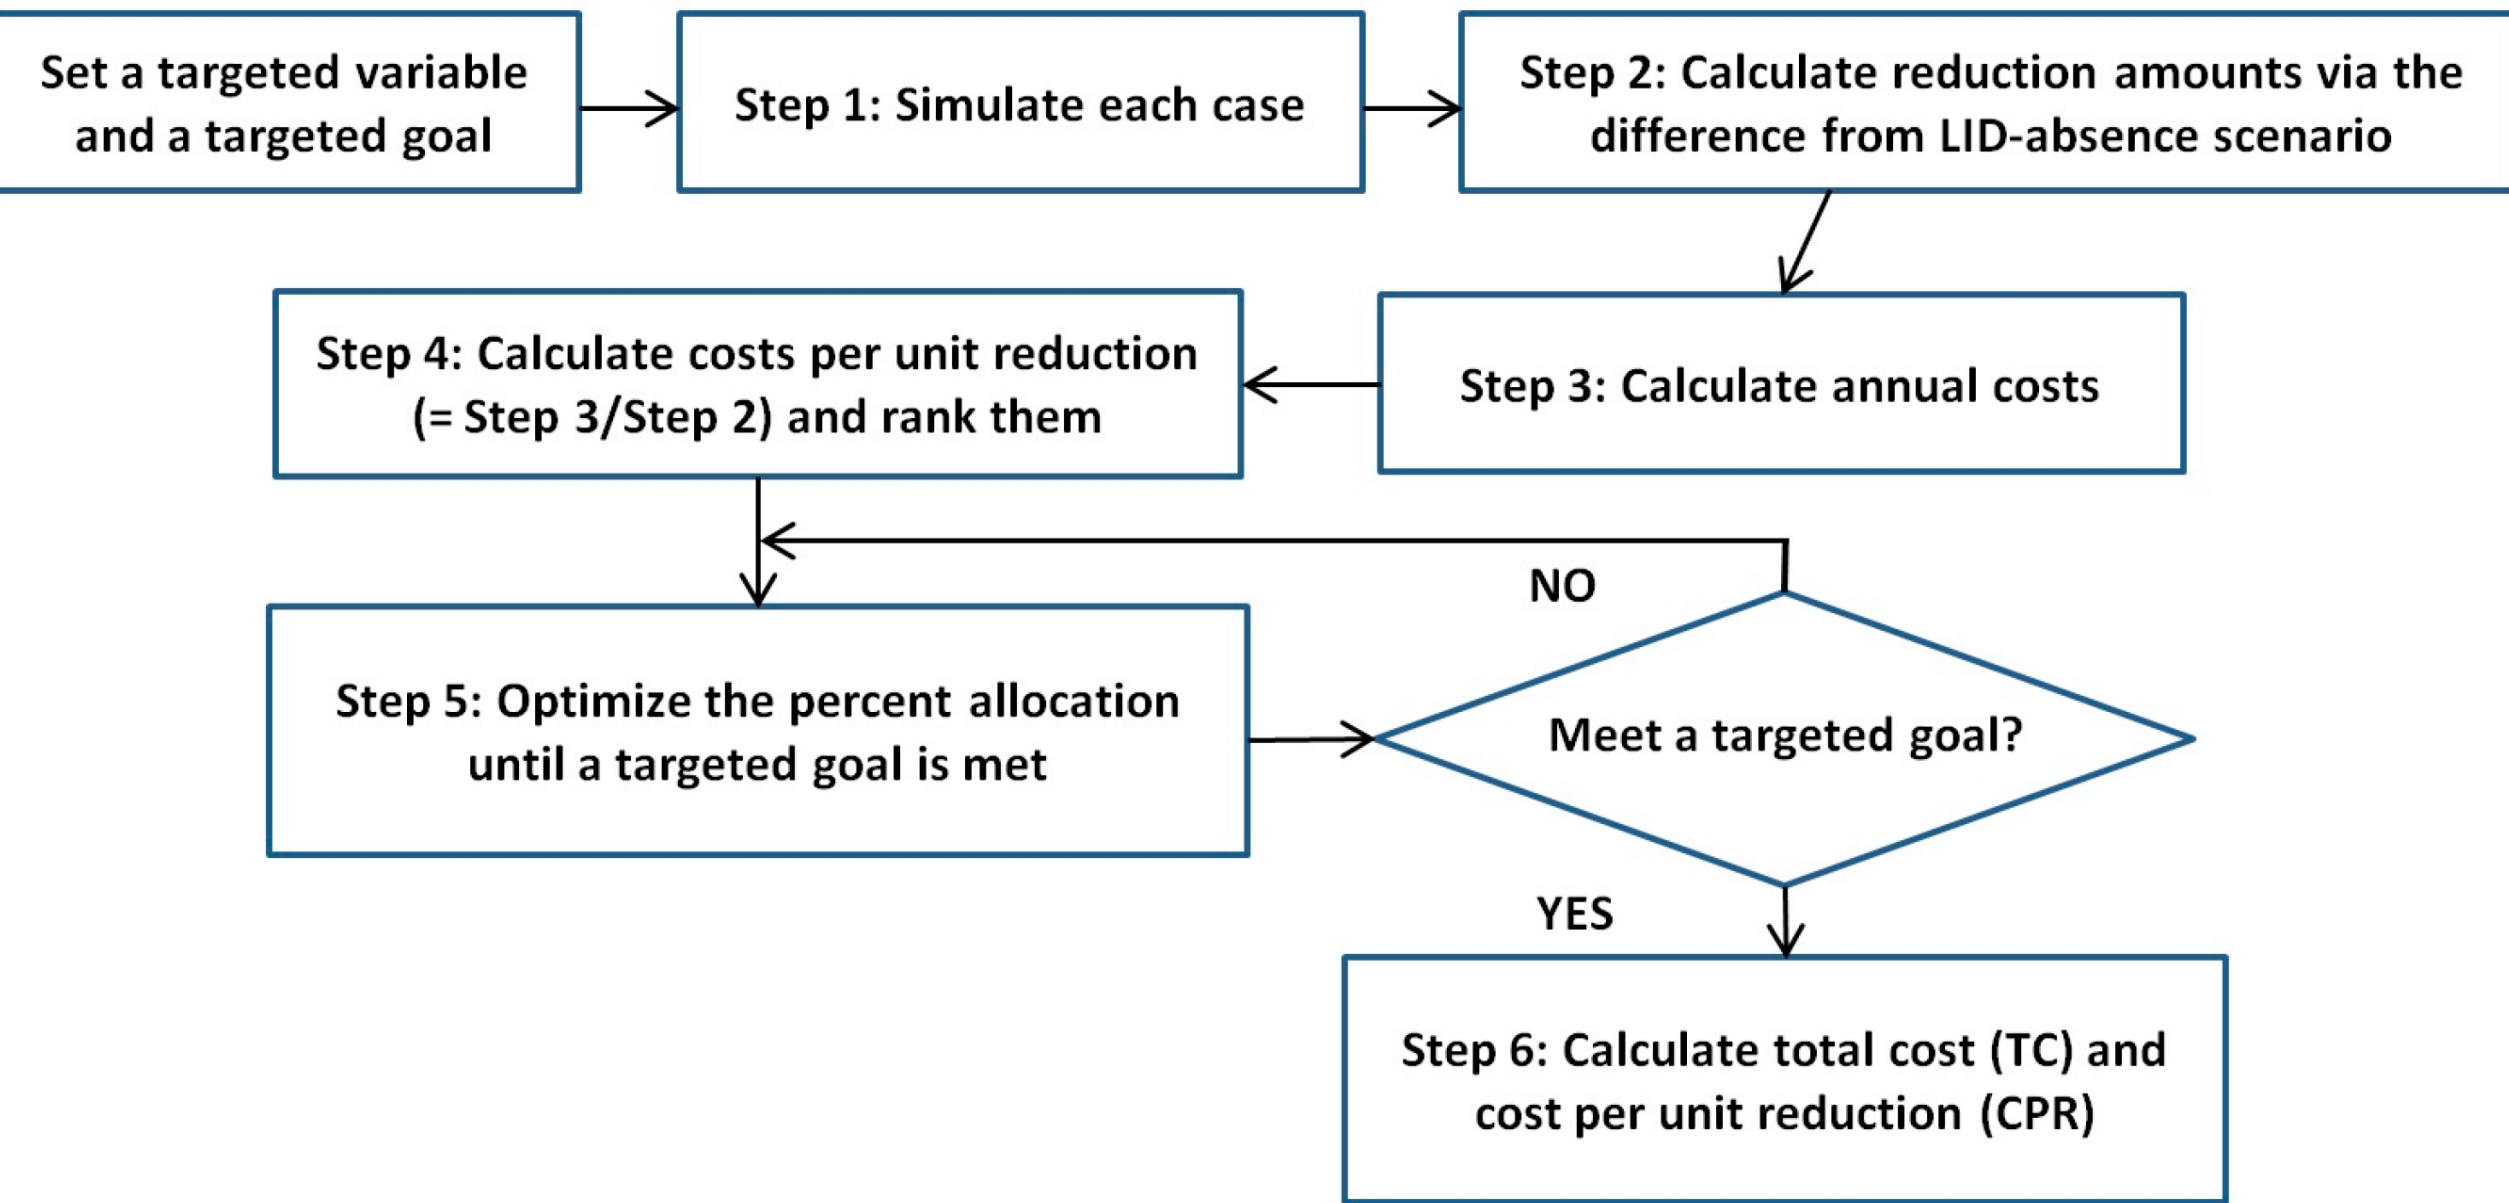 Set a targeted variable
and a targeted goal
Step 1: Simulate each case
Step 2: Calculate reduction amounts via the
difference from LID-absence scenario
Step 3: Calculate annual costs
Step 4: Calculate costs per unit reduction
(= Step 3/Step 2) and rank them
Step 5: Optimize the percent allocation
until a targeted goal is met
Meet a targeted goal?
NO
YES
Step 6: Calculate total cost (TC) and
cost per unit reduction (CPR)